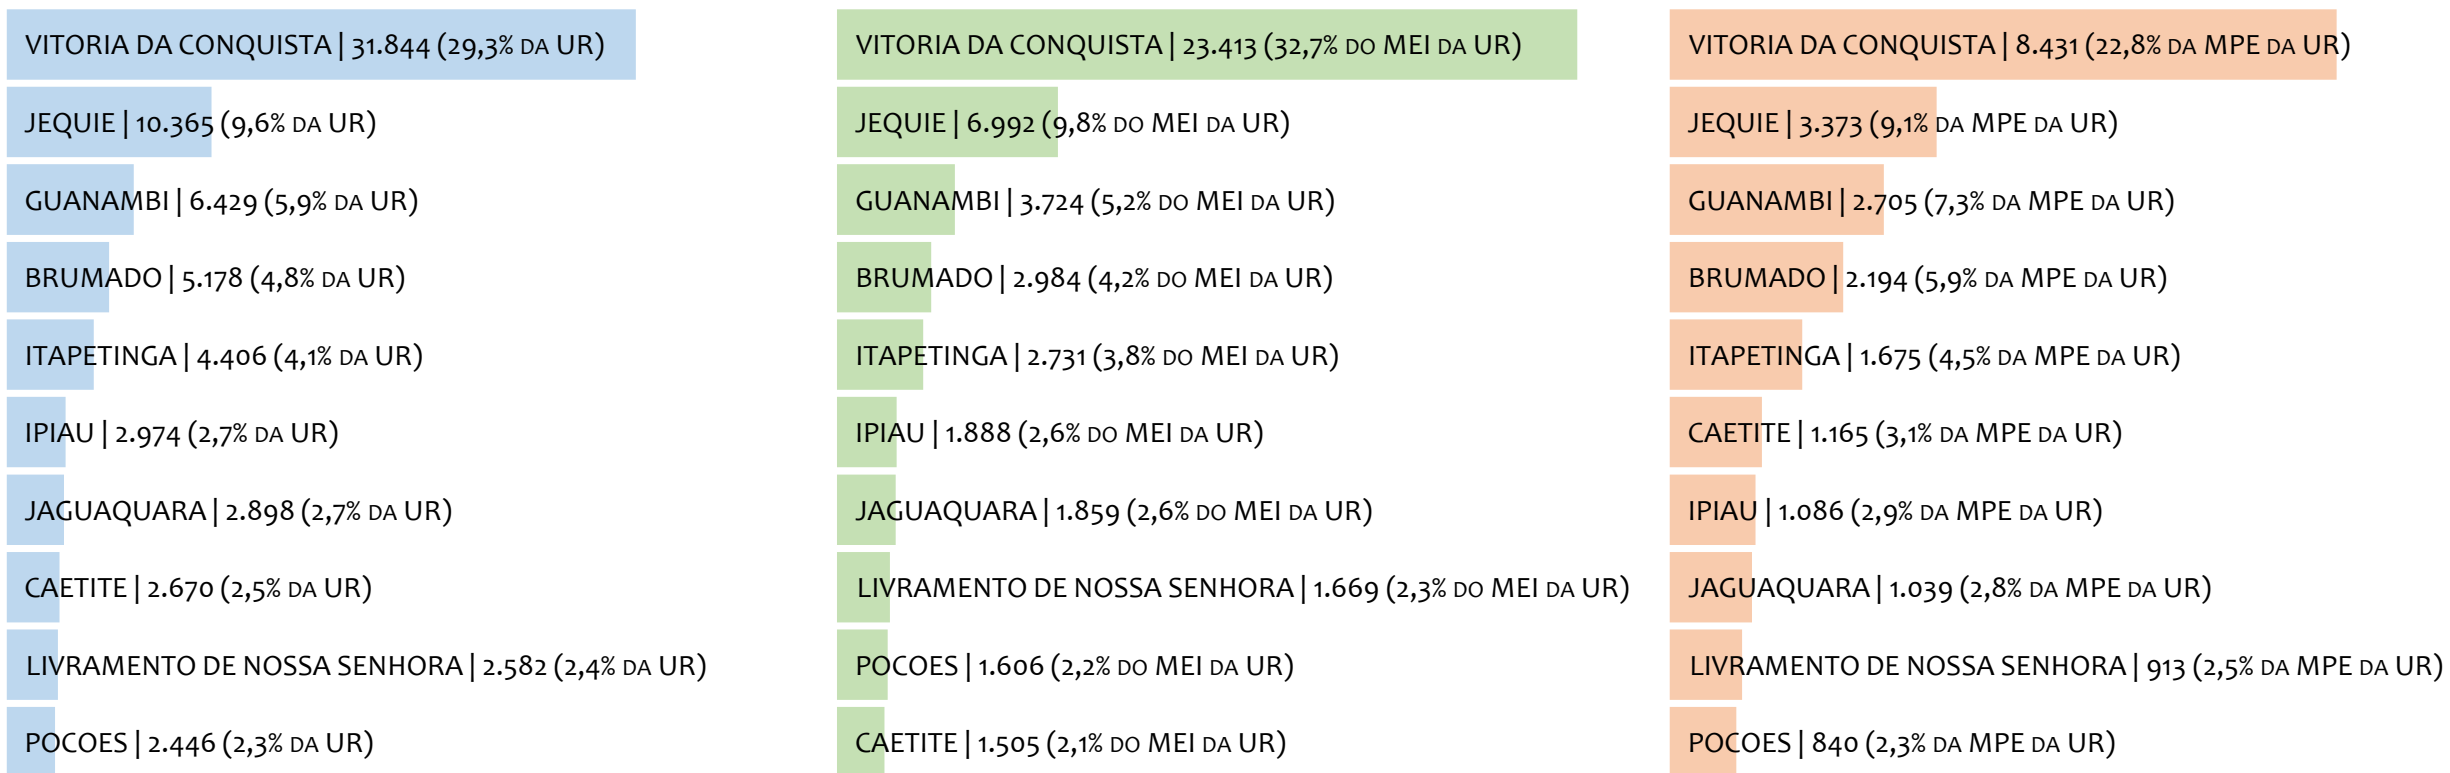 VITORIA DA CONQUISTA | 31.844 (29,3% DA UR)
JEQUIE | 10.365 (9,6% DA UR)
GUANAMBI | 6.429 (5,9% DA UR)
BRUMADO | 5.178 (4,8% DA UR)
ITAPETINGA | 4.406 (4,1% DA UR)
IPIAU | 2.974 (2,7% DA UR)
JAGUAQUARA | 2.898 (2,7% DA UR)
CAETITE | 2.670 (2,5% DA UR)
LIVRAMENTO DE NOSSA SENHORA | 2.582 (2,4% DA UR)
POCOES | 2.446 (2,3% DA UR)
VITORIA DA CONQUISTA | 23.413 (32,7% DO MEI DA UR)
JEQUIE | 6.992 (9,8% DO MEI DA UR)
GUANAMBI | 3.724 (5,2% DO MEI DA UR)
BRUMADO | 2.984 (4,2% DO MEI DA UR)
ITAPETINGA | 2.731 (3,8% DO MEI DA UR)
IPIAU | 1.888 (2,6% DO MEI DA UR)
JAGUAQUARA | 1.859 (2,6% DO MEI DA UR)
LIVRAMENTO DE NOSSA SENHORA | 1.669 (2,3% DO MEI DA UR)
POCOES | 1.606 (2,2% DO MEI DA UR)
CAETITE | 1.505 (2,1% DO MEI DA UR)
VITORIA DA CONQUISTA | 8.431 (22,8% DA MPE DA UR)
JEQUIE | 3.373 (9,1% DA MPE DA UR)
GUANAMBI | 2.705 (7,3% DA MPE DA UR)
BRUMADO | 2.194 (5,9% DA MPE DA UR)
ITAPETINGA | 1.675 (4,5% DA MPE DA UR)
CAETITE | 1.165 (3,1% DA MPE DA UR)
IPIAU | 1.086 (2,9% DA MPE DA UR)
JAGUAQUARA | 1.039 (2,8% DA MPE DA UR)
LIVRAMENTO DE NOSSA SENHORA | 913 (2,5% DA MPE DA UR)
POCOES | 840 (2,3% DA MPE DA UR)